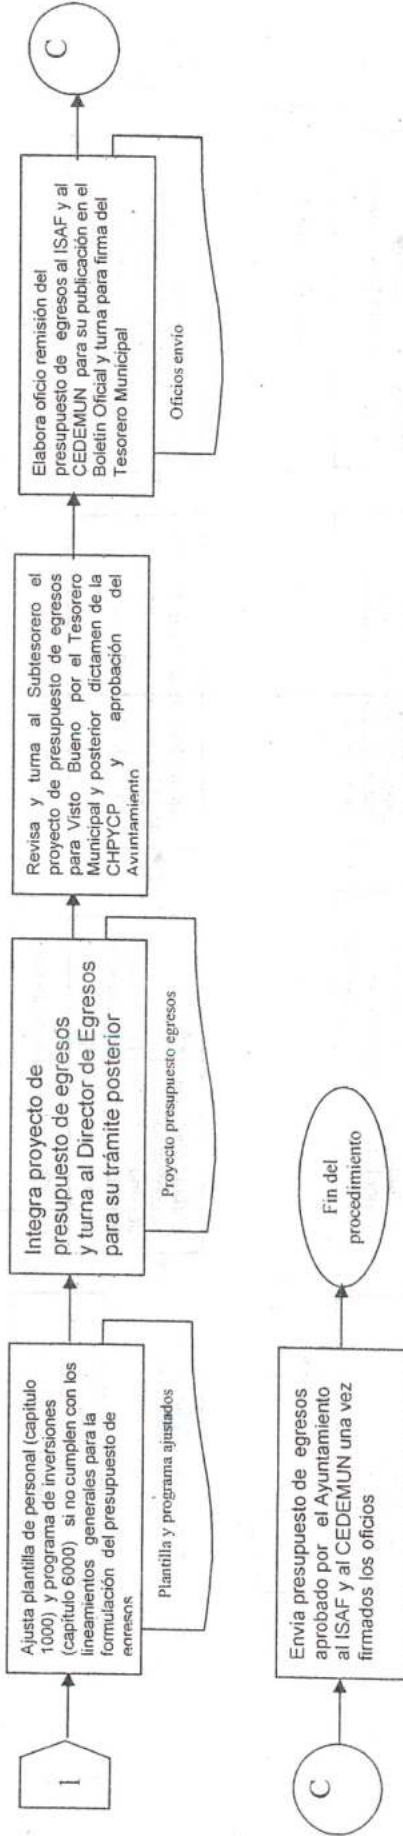 1
Ajusta plantilla de personal (capitulo
1000) y programa de inversiones
(capítulo 6000) si no cumplen con los
lineamientos generales para la
formulación del presupuesto de
egresos
Plantilla y programa ajustados
Integra proyecto de
presupuesto de egresos
y turna al Director de Egresos
para su trámite posterior
Proyecto presupuesto egresos
Revisa y turna al Subtesorero el
proyecto de presupuesto de egresos
para Visto Bueno por el Tesorero
Municipal y posterior dictamen de la
CHPYCP y aprobación del
Ayuntamiento
Elabora oficio remisión del
presupuesto de egresos al ISAF y al
CEDEMUN para su publicación en el
Boletín Oficial y turna para firma del
Tesorero Municipal
Oficios envio
C
C
Envía presupuesto de egresos
aprobado por el Ayuntamiento
al ISAF y al CEDEMUN una vez
firmados los oficios
Fin del
procedimiento